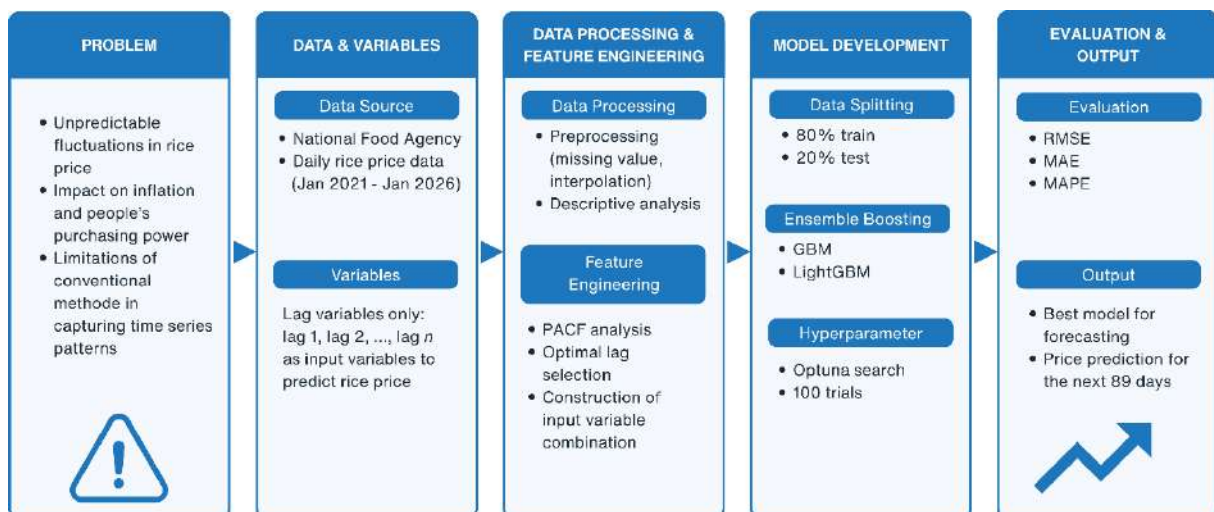 PROBLEM
• Unpredictable
fluctuations in rice
price
• Impact on inflation
and people's
purchasing power
• Limitations of
conventional
methode in
capturing time series
patterns
DATA & VARIABLES
Data Source
• National Food Agency
• Daily rice price data
(Jan 2021 - Jan 2026)
Variables
Lag variables only:
lag 1, lag 2, ..., lag n
as input variables to
predict rice price
DATA PROCESSING &
FEATURE ENGINEERING
Data Processing
• Preprocessing
(missing value,
interpolation)
• Descriptive analysis
Feature
Engineering
• PACF analysis
• Optimal lag
selection
• Construction of
input variable
combination
MODEL DEVELOPMENT
Data Splitting
• 80% train
• 20% test
Ensemble Boosting
• GBM
• LightGBM
Hyperparameter
• Optuna search
• 100 trials
EVALUATION &
OUTPUT
Evaluation
• RMSE
• MAE
• MAPE
Output
• Best model for
forecasting
• Price prediction for
the next 89 days